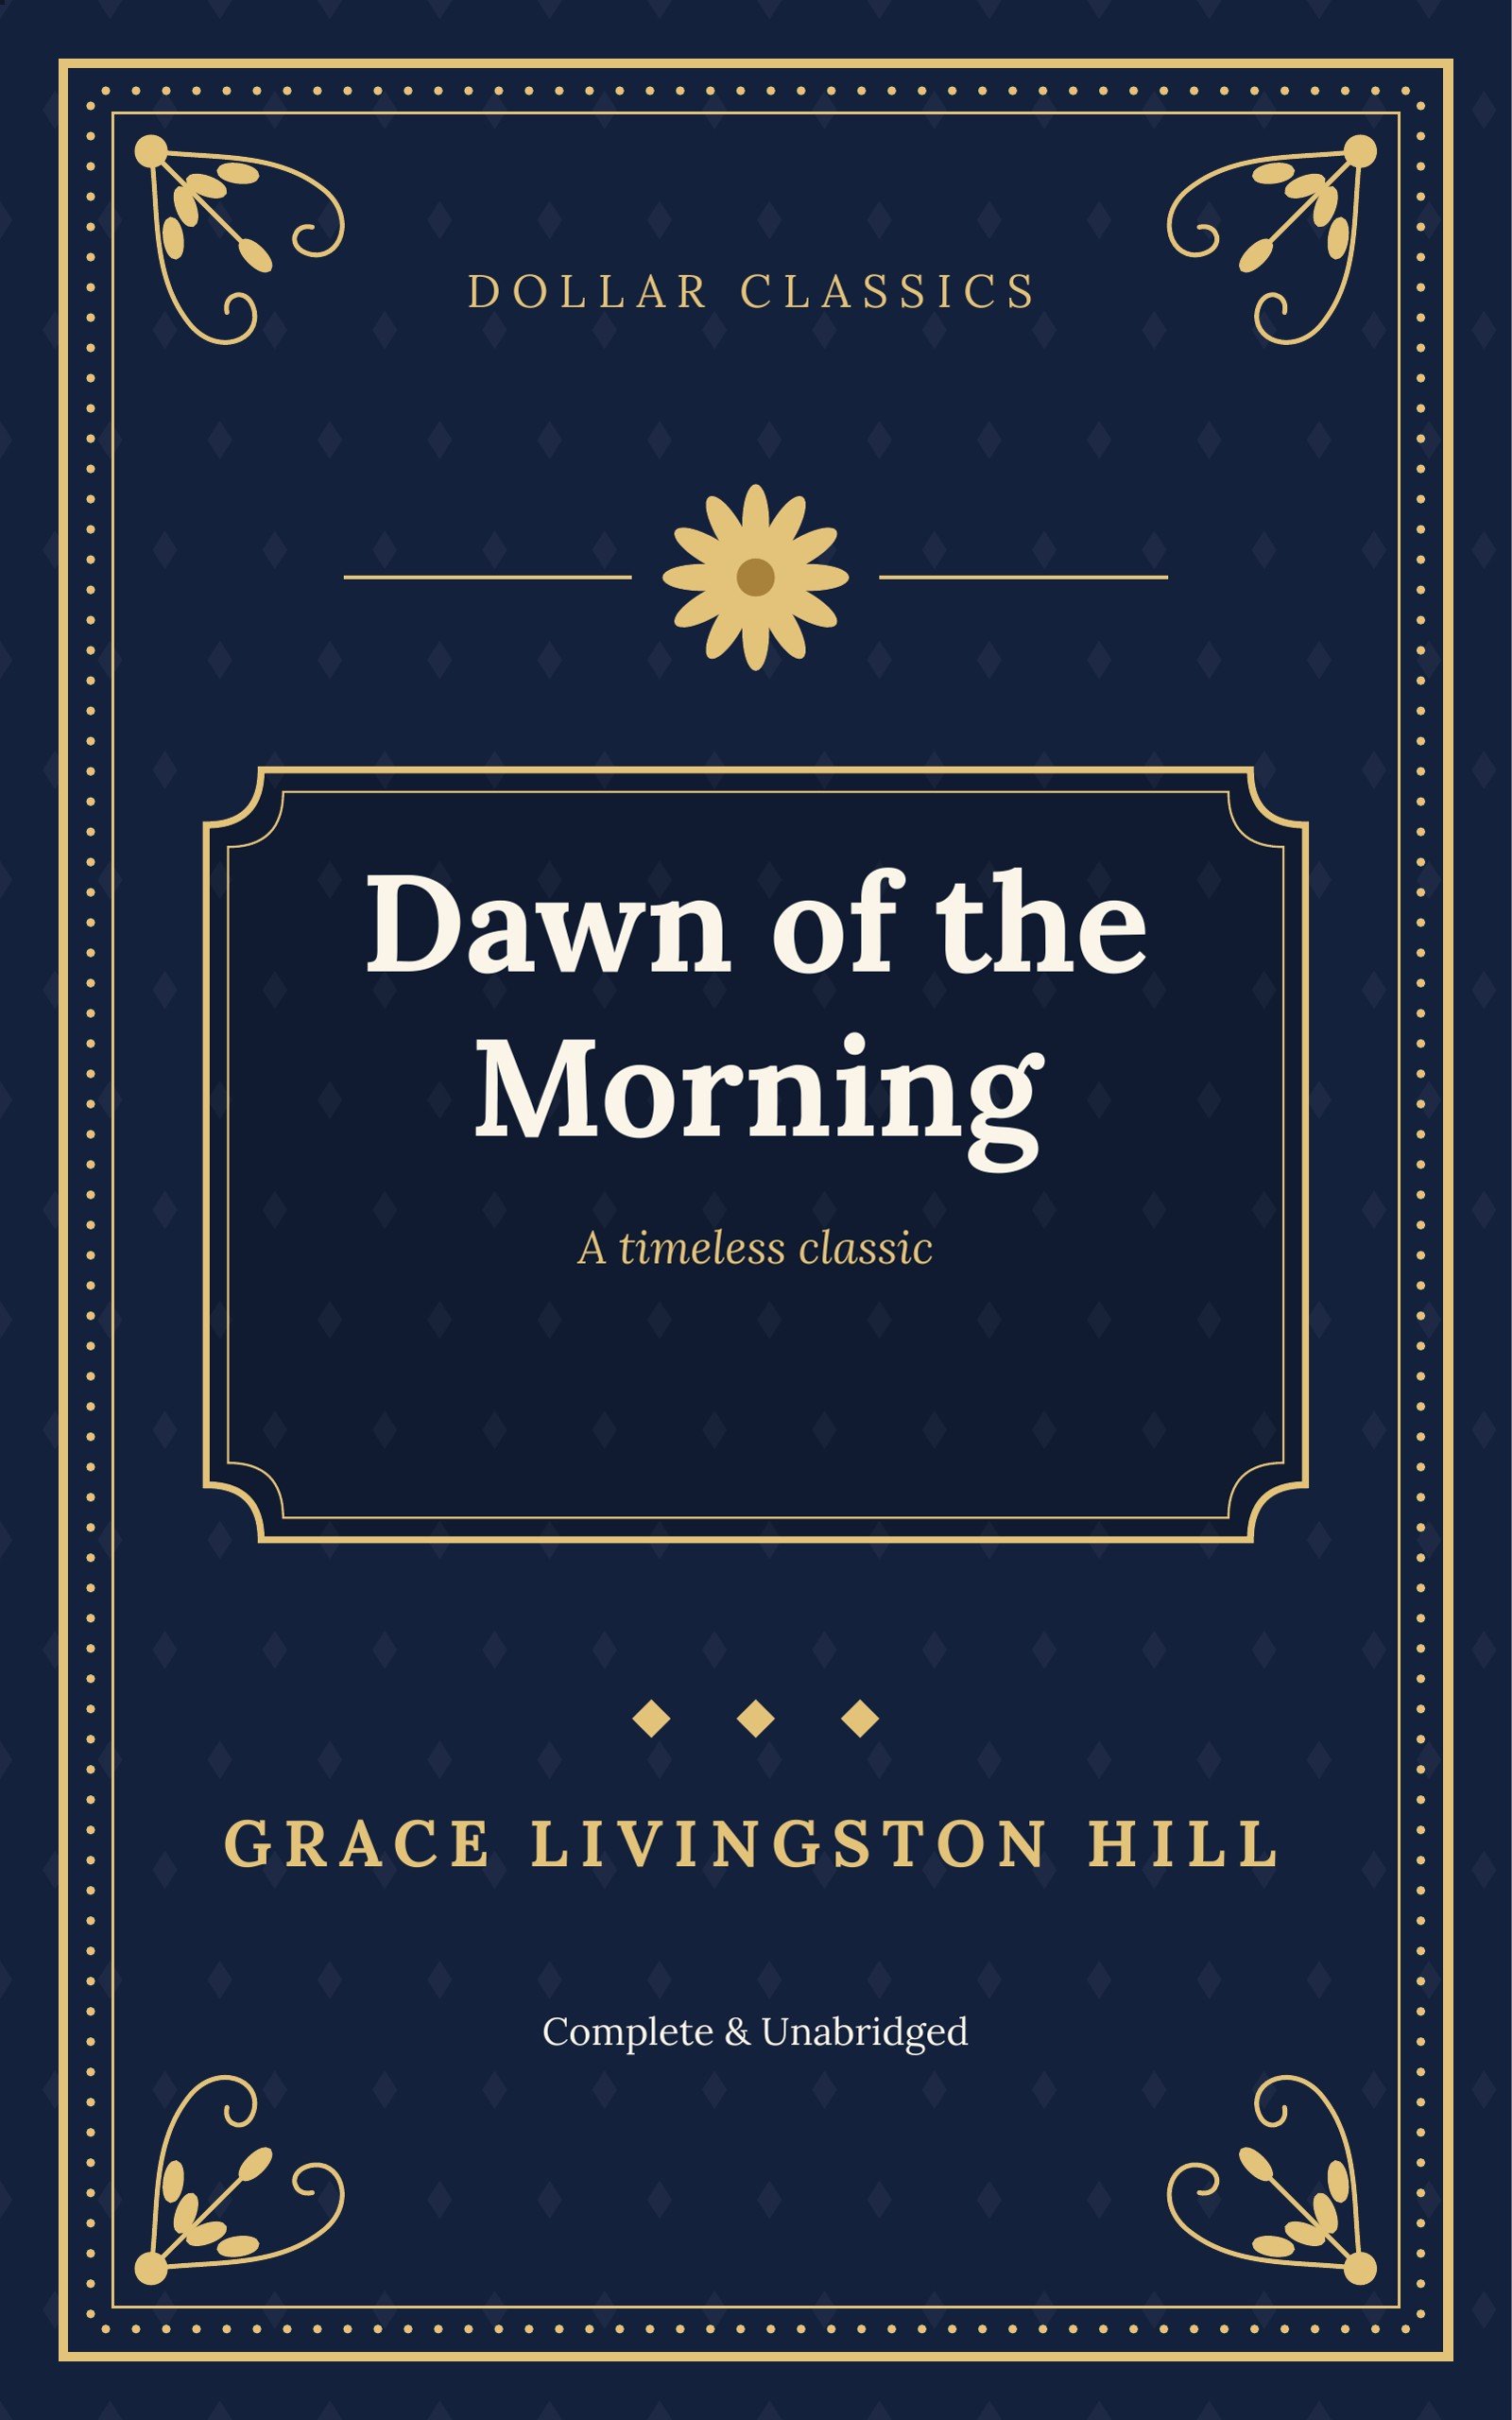 DOLLAR CLASSICS
Dawn of the
Morning
A timeless classic
GRACE LIVINGSTON HILL
Complete & Unabridged